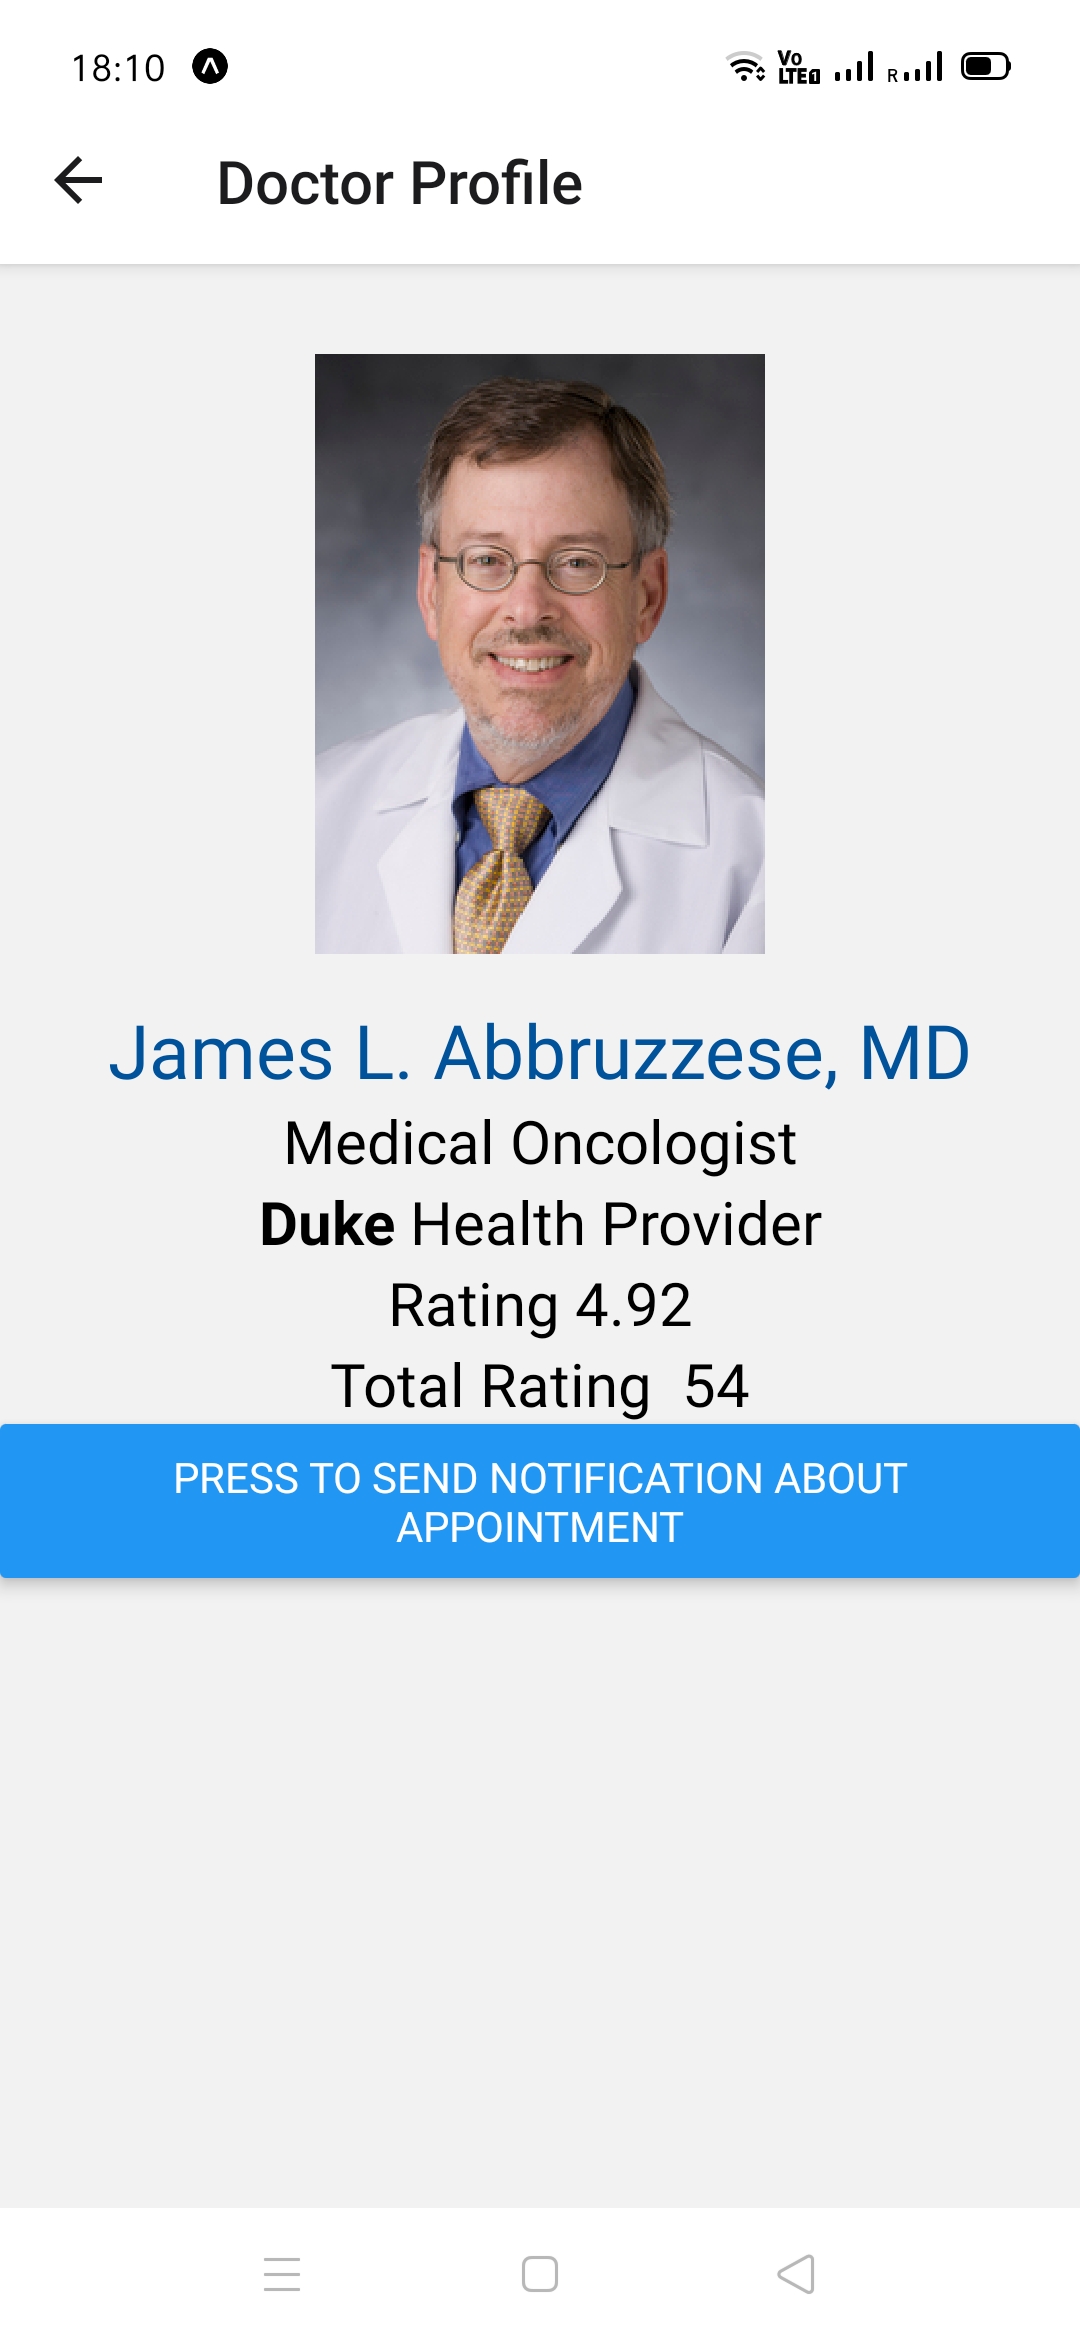 18:10
Vo
LTE1
R
Doctor Profile
James L. Abbruzzese, MD
Medical Oncologist
Duke Health Provider
Rating 4.92
Total Rating  54
PRESS TO SEND NOTIFICATION ABOUT
APPOINTMENT